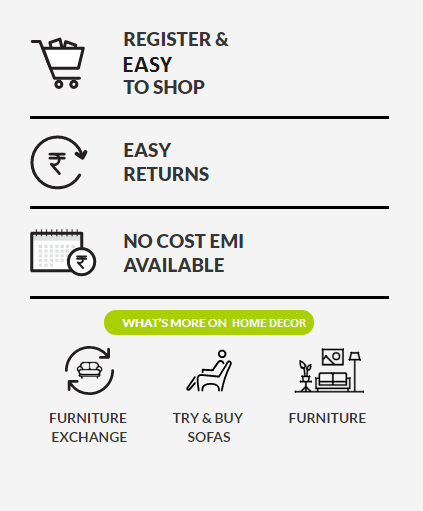 REGISTER &
EASY
TO SHOP
₹
EASY
RETURNS
₹
NO COST EMI
AVAILABLE
WHAT'S MORE ON HOME DECOR
FURNITURE
EXCHANGE
TRY & BUY
SOFAS
FURNITURE